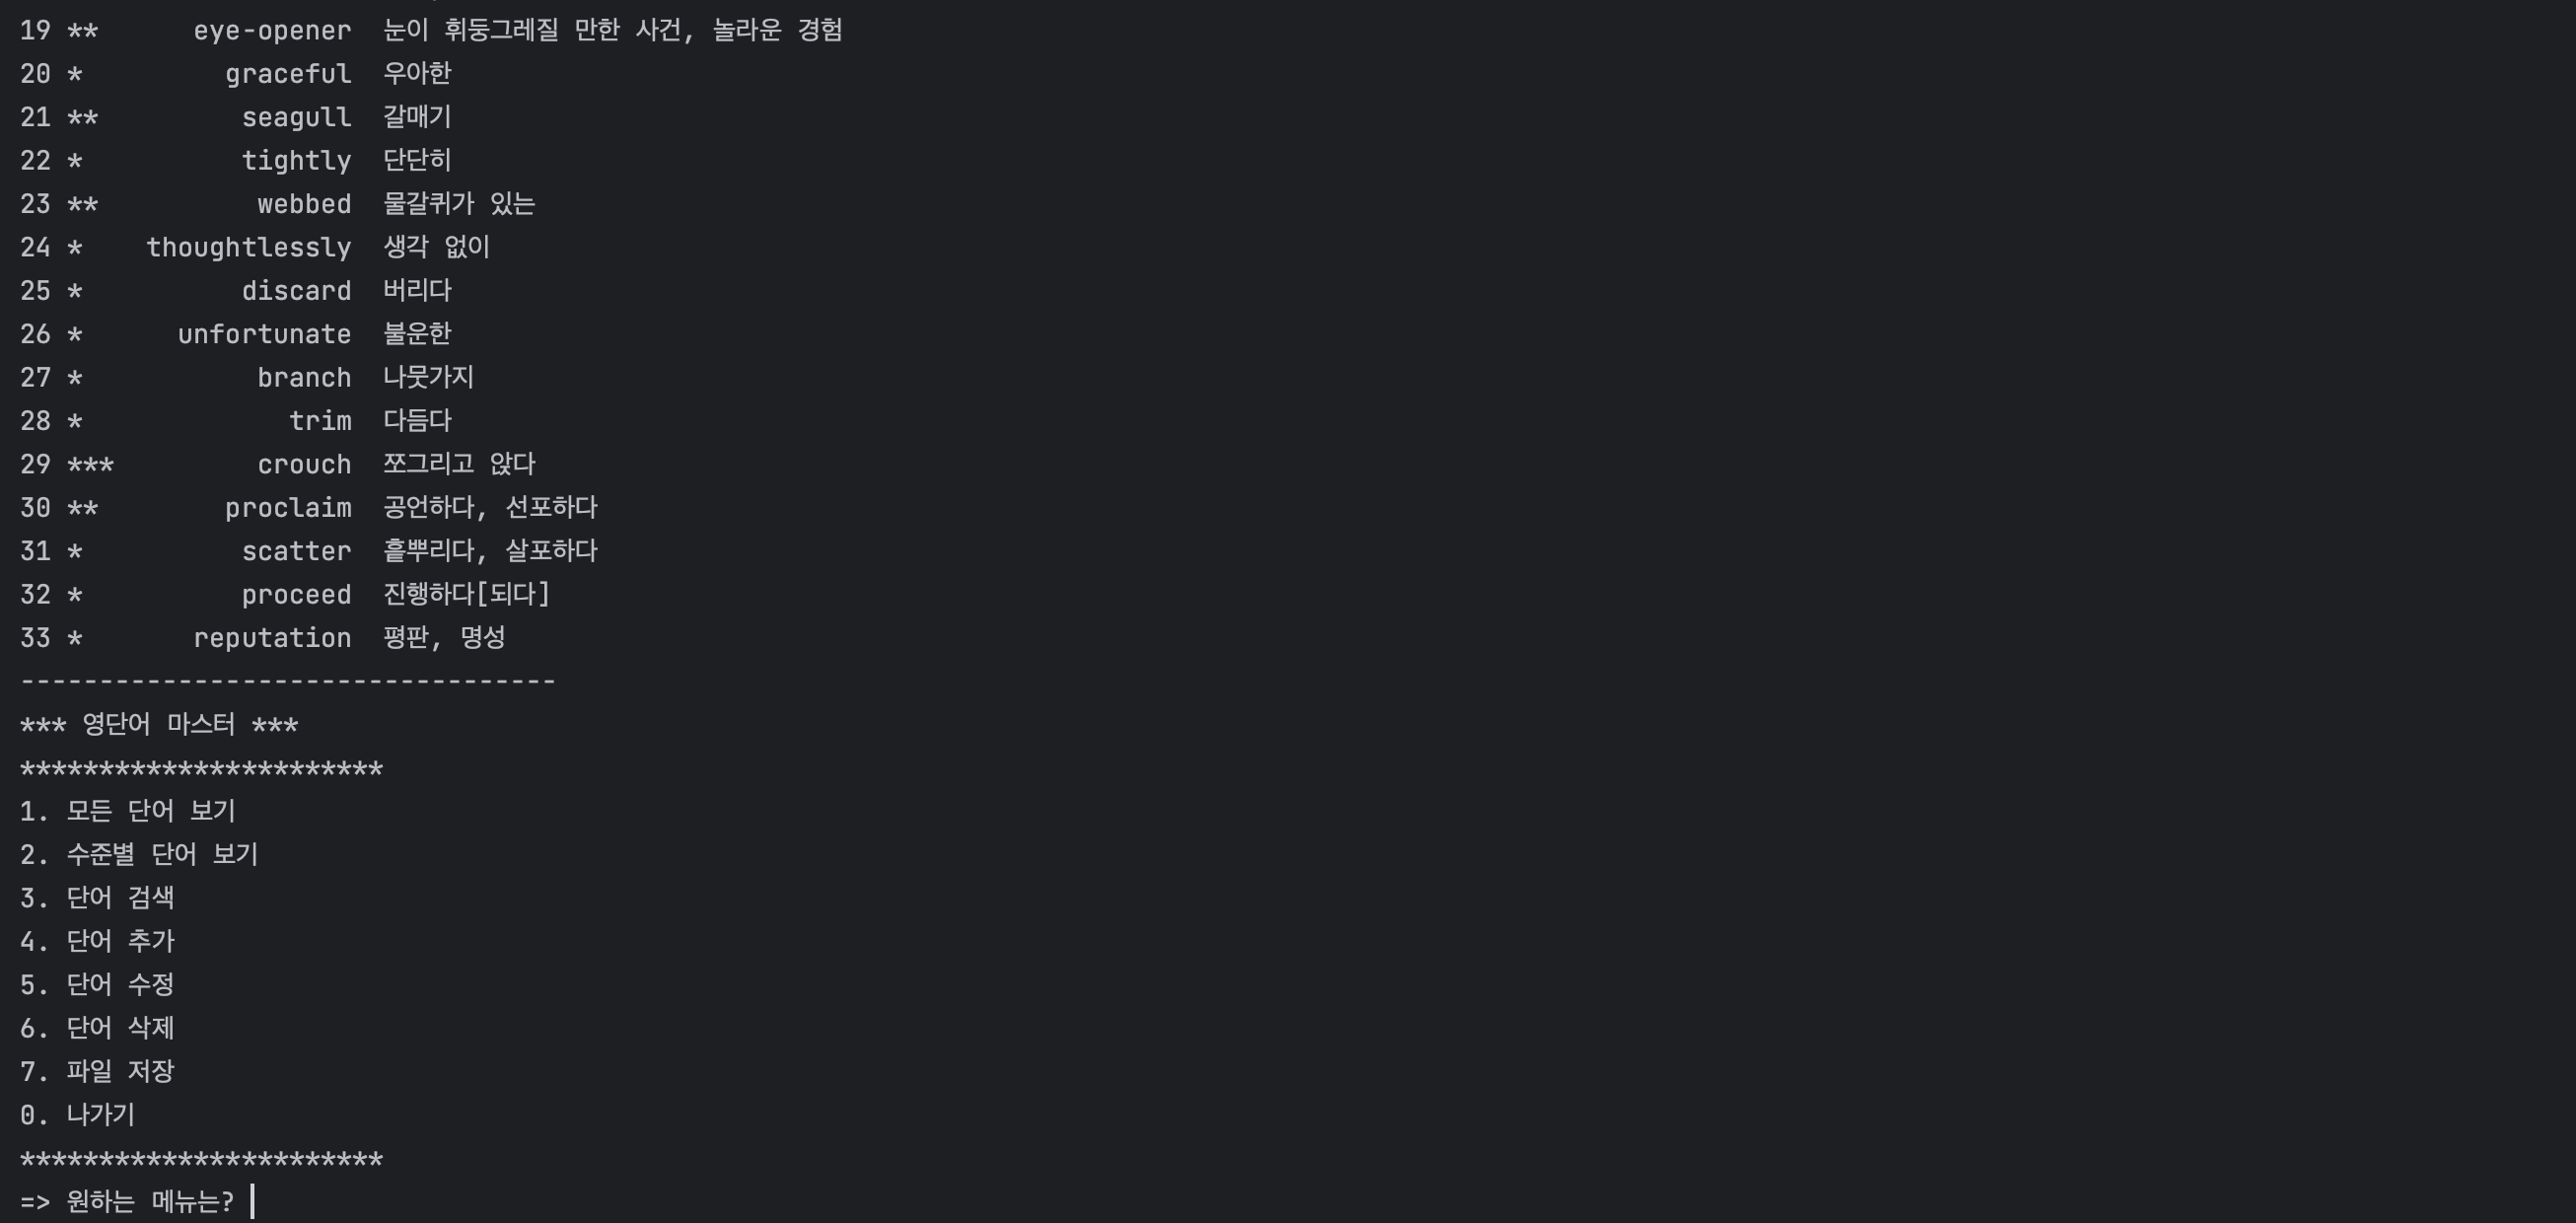 19 ** eye-opener 눈이 휘둥그레질 만한 사건, 놀라운 경험
20 * graceful 우아한
21 ** seagull 갈매기
22 * tightly 단단히
23 ** webbed 물갈퀴가 있는
24 * thoughtlessly 생각 없이
25 * discard 버리다
26 * unfortunate 불운한
27 * branch 나뭇가지
28 * trim 다듬다
29 *** crouch 쪼그리고 앉다
30 ** proclaim 공언하다, 선포하다
31 * scatter 흩뿌리다, 살포하다
32 * proceed 진행하다[되다]
33 * reputation 평판, 명성
----------------------------------
*** 영단어 마스터 ***
***********************
1. 모든 단어 보기
2. 수준별 단어 보기
3. 단어 검색
4. 단어 추가
5. 단어 수정
6. 단어 삭제
7. 파일 저장
0. 나가기
***********************
=> 원하는 메뉴는?